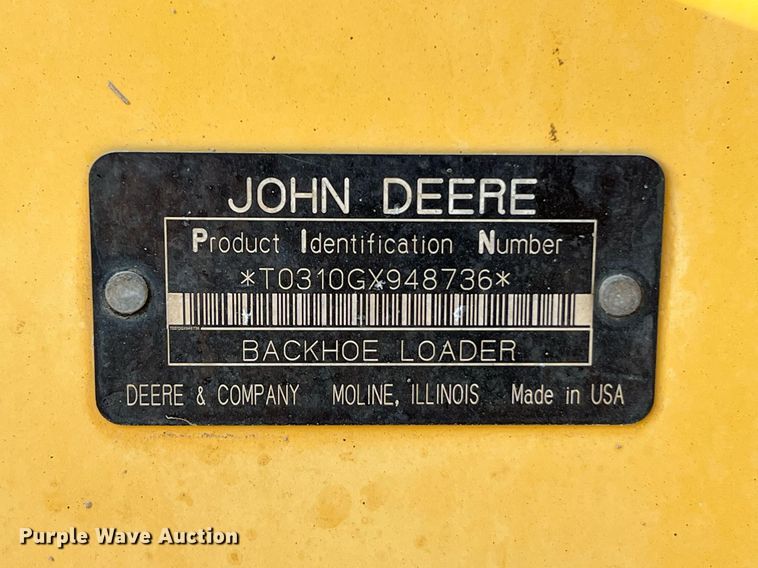 JOHN DEERE
Product Identification Number
*T0310GX948736*
BACKHOE LOADER
DEERE & COMPANY MOLINE, ILLINOIS Made in USA
Purple Wave Auction